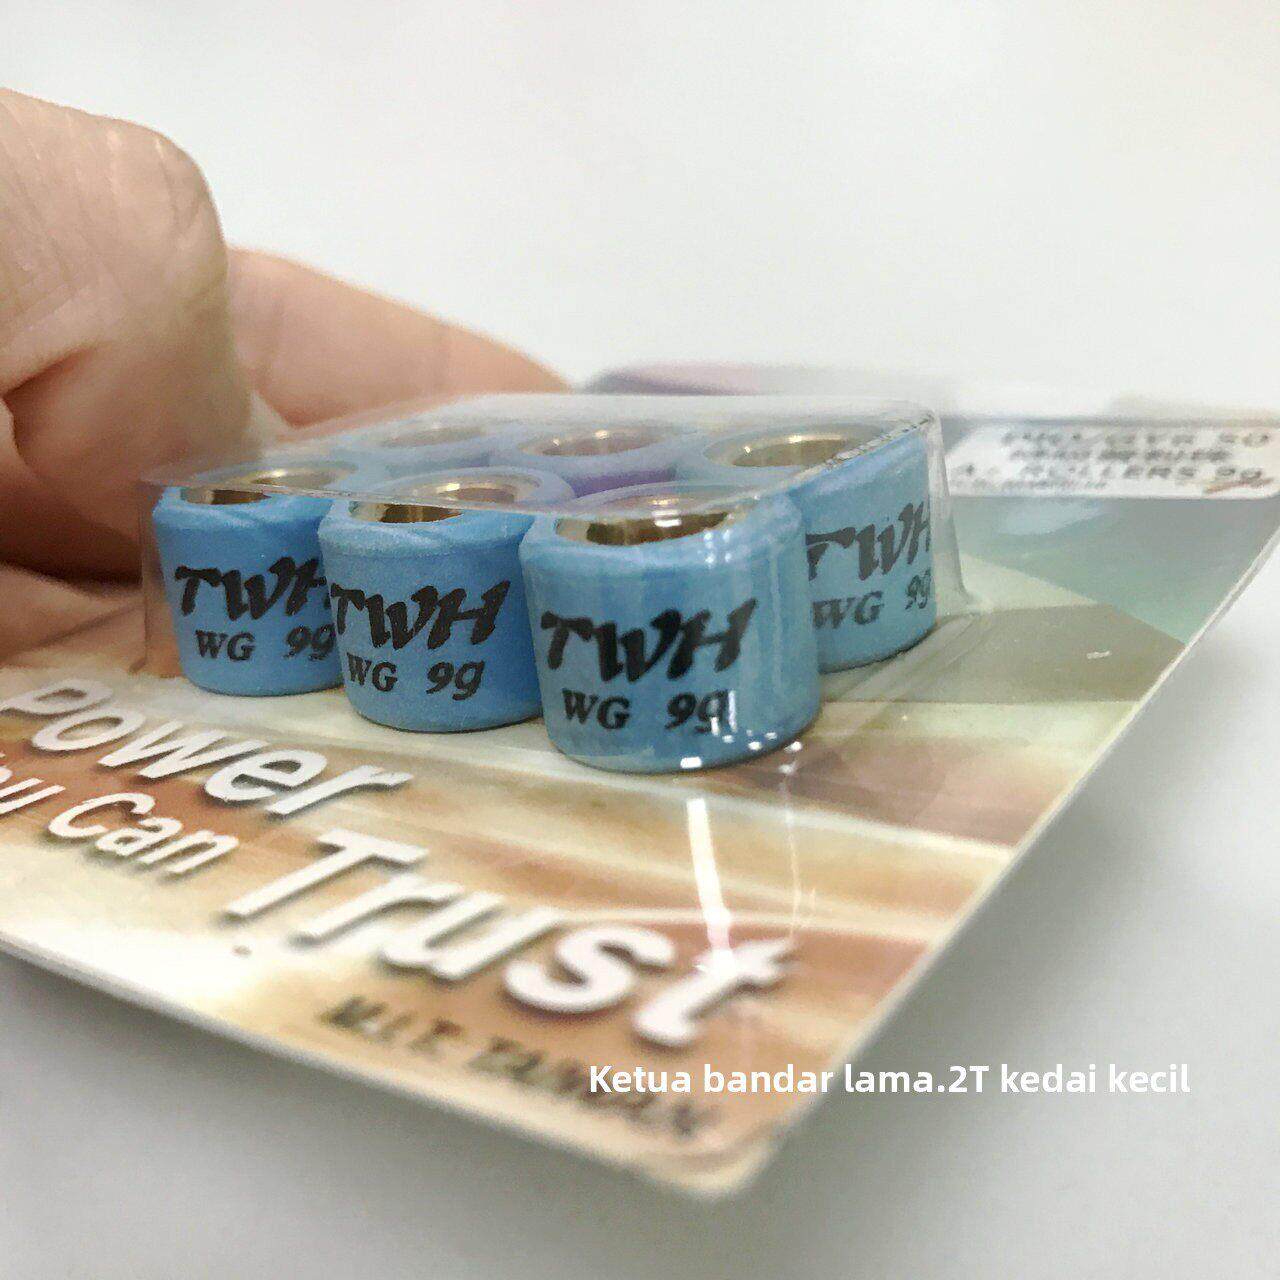 TWH
WG 9g
TWH
WG 9g
TWH
WG 9g
TWH
WG 9g
ROLLERS 9g
Power
You Can
Trust
M.I.T.
Ketua bandar lama.2T kedai kecil